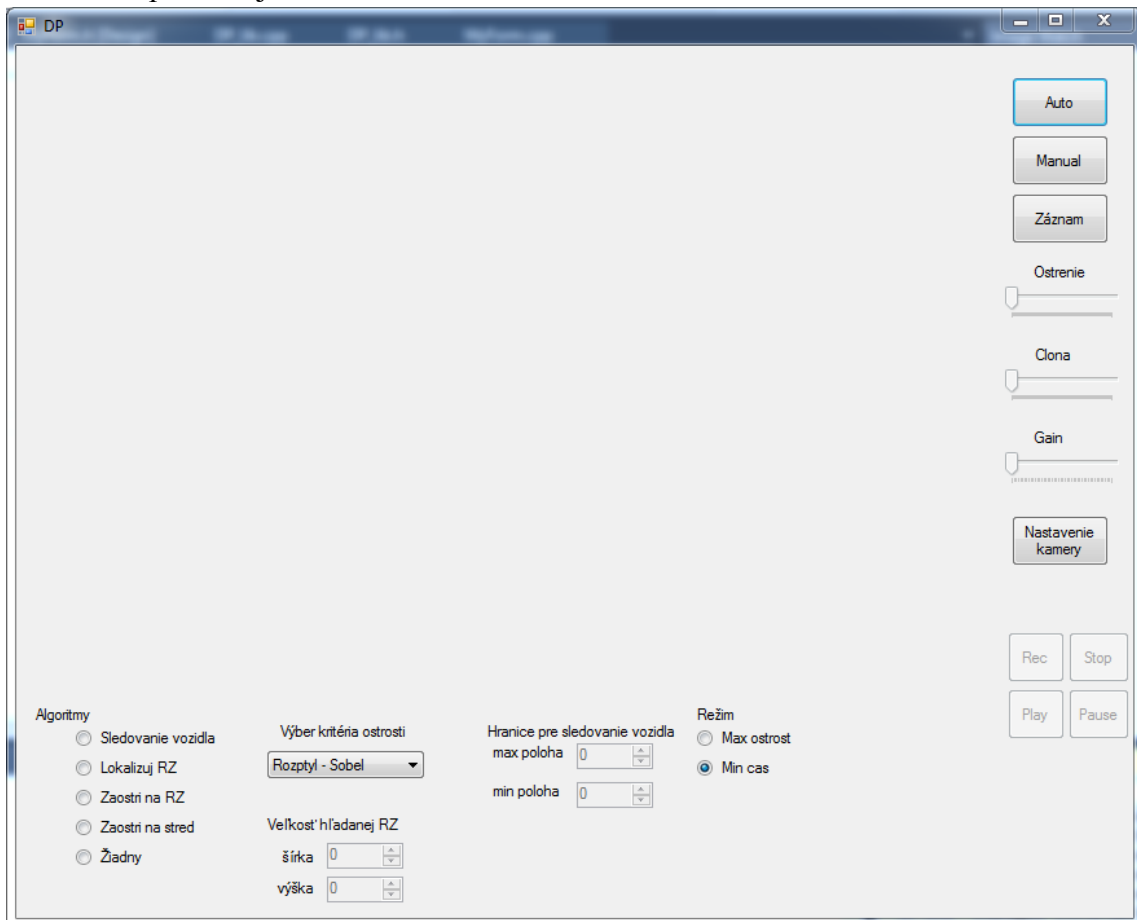 DP
Auto
Manual
Záznam
Ostrenie
Clona
Gain
Nastavenie
kamery
Rec Stop
Play Pause
Algoritmy
Sledovanie vozidla
Lokalizuj RZ
Zaostri na RZ
Zaostri na stred
Žiadny
Výber kritéria ostrosti
Rozptyl - Sobel
Veľkosť hľadanej RZ
šírka 0
výška 0
Hranice pre sledovanie vozidla
max poloha 0
min poloha 0
Režim
Max ostrost
Min cas